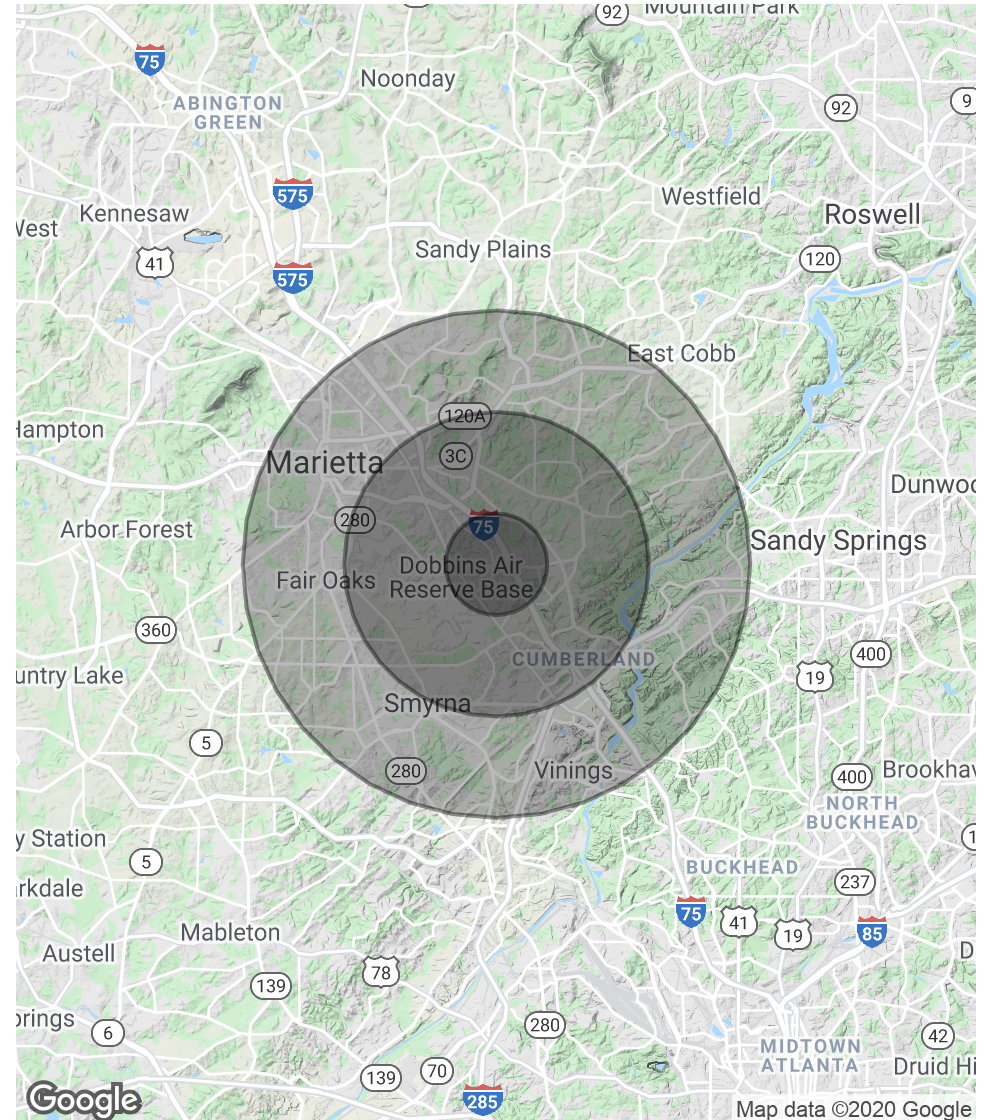 92
Mountain Park
75
Noonday
ABINGTON
GREEN
92
9
575
Westfield
Kennesaw
Roswell
West
Sandy Plains
41
120
575
East Cobb
120A
Hampton
3C
Marietta
Dunwoo
280
75
Arbor Forest
Sandy Springs
Dobbins Air
Reserve Base
Fair Oaks
360
400
CUMBERLAND
untry Lake
19
Smyrna
5
280
Vinings
400
Brookhav
NORTH
BUCKHEAD
y Station
1
5
BUCKHEAD
arkdale
237
75
41
19
85
Mableton
Austell
D
78
139
orings
6
280
42
MIDTOWN
ATLANTA
Druid Hi
139
70
285
Google
Map data ©2020 Google